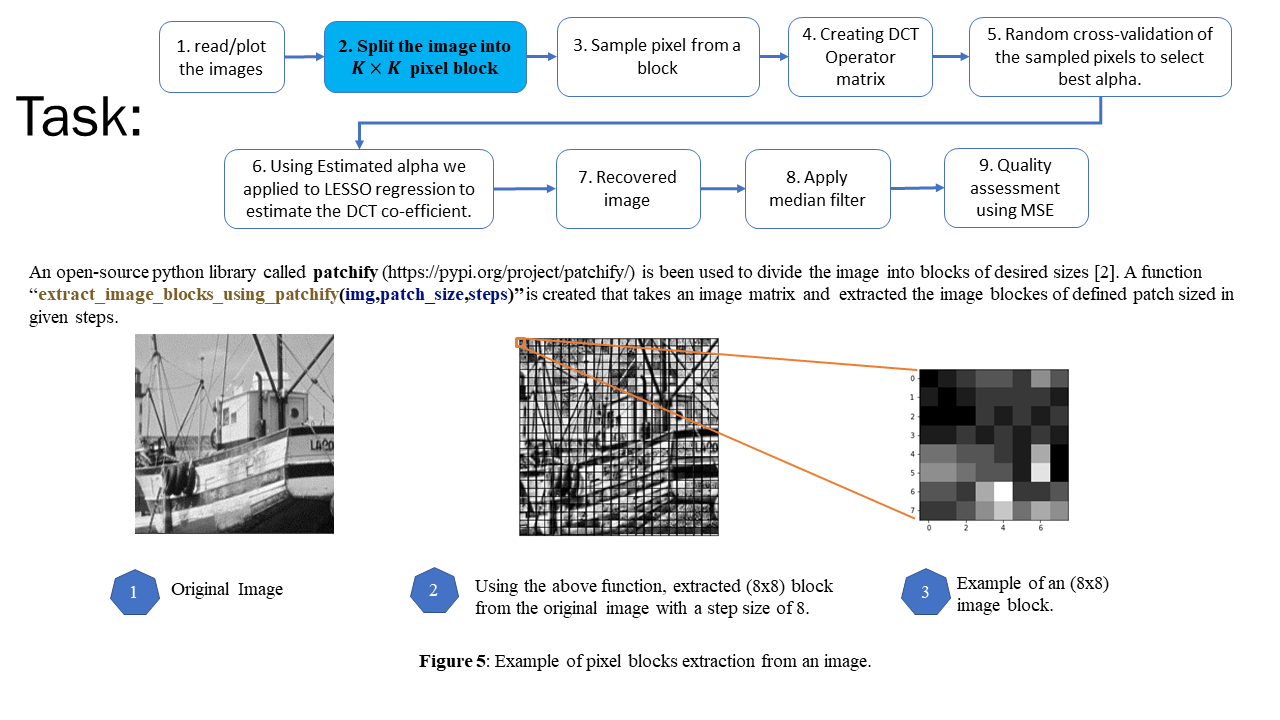 Task:
1. read/plot
the images
2. Split the image into
K × K pixel block
3. Sample pixel from a
block
4. Creating DCT
Operator
matrix
5. Random cross-validation of
the sampled pixels to select
best alpha.
6. Using Estimated alpha we
applied to LESSO regression to
estimate the DCT co-efficient.
7. Recovered
image
8. Apply
median filter
9. Quality
assessment
using MSE
An open-source python library called patchify (https://pypi.org/project/patchify/) is been used to divide the image into blocks of desired sizes [2]. A function
“extract_image_blocks_using_patchify(img,patch_size,steps)” is created that takes an image matrix and extracted the image blockes of defined patch sized in
given steps.
0
1
2
3
4
5
6
7
0 2 4 6
1
Original Image
2
Using the above function, extracted (8x8) block
from the original image with a step size of 8.
3
Example of an (8x8)
image block.
Figure 5: Example of pixel blocks extraction from an image.